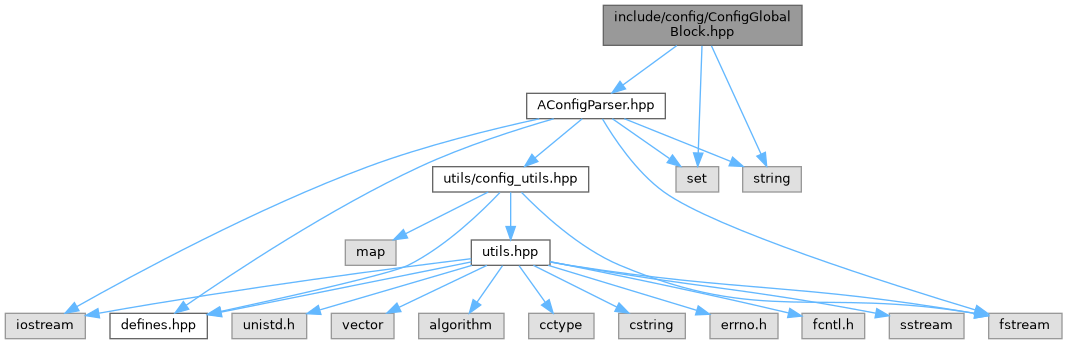 include/config/ConfigGlobal
Block.hpp
AConfigParser.hpp
utils/config_utils.hpp
set
string
map
utils.hpp
iostream
defines.hpp
unistd.h
vector
algorithm
cctype
cstring
errno.h
fcntl.h
sstream
fstream